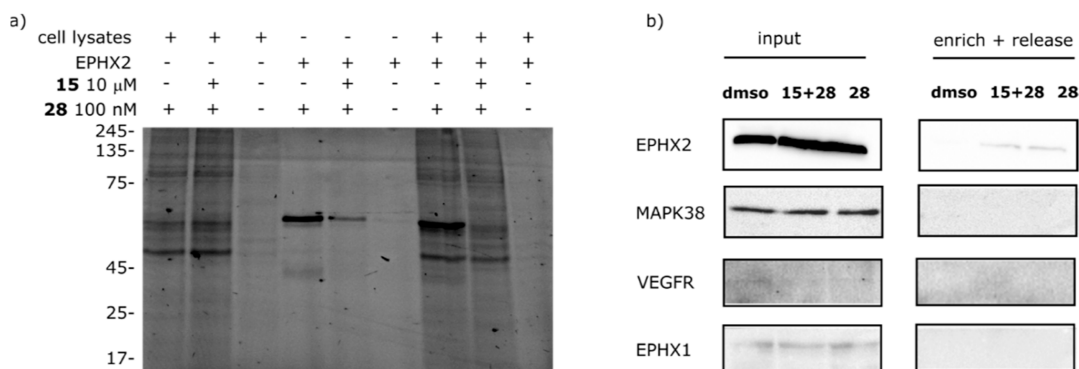 a)
cell lysates + + + - - - + + +
EPHX2 - - - + + + + + +
15 10 μM - + - - + - - + -
28 100 nM + + - + + - + + -
245-
135-
75-
45-
25-
17-
b)
input
enrich + release
dmso 15+28 28
dmso 15+28 28
EPHX2
MAPK38
VEGFR
EPHX1